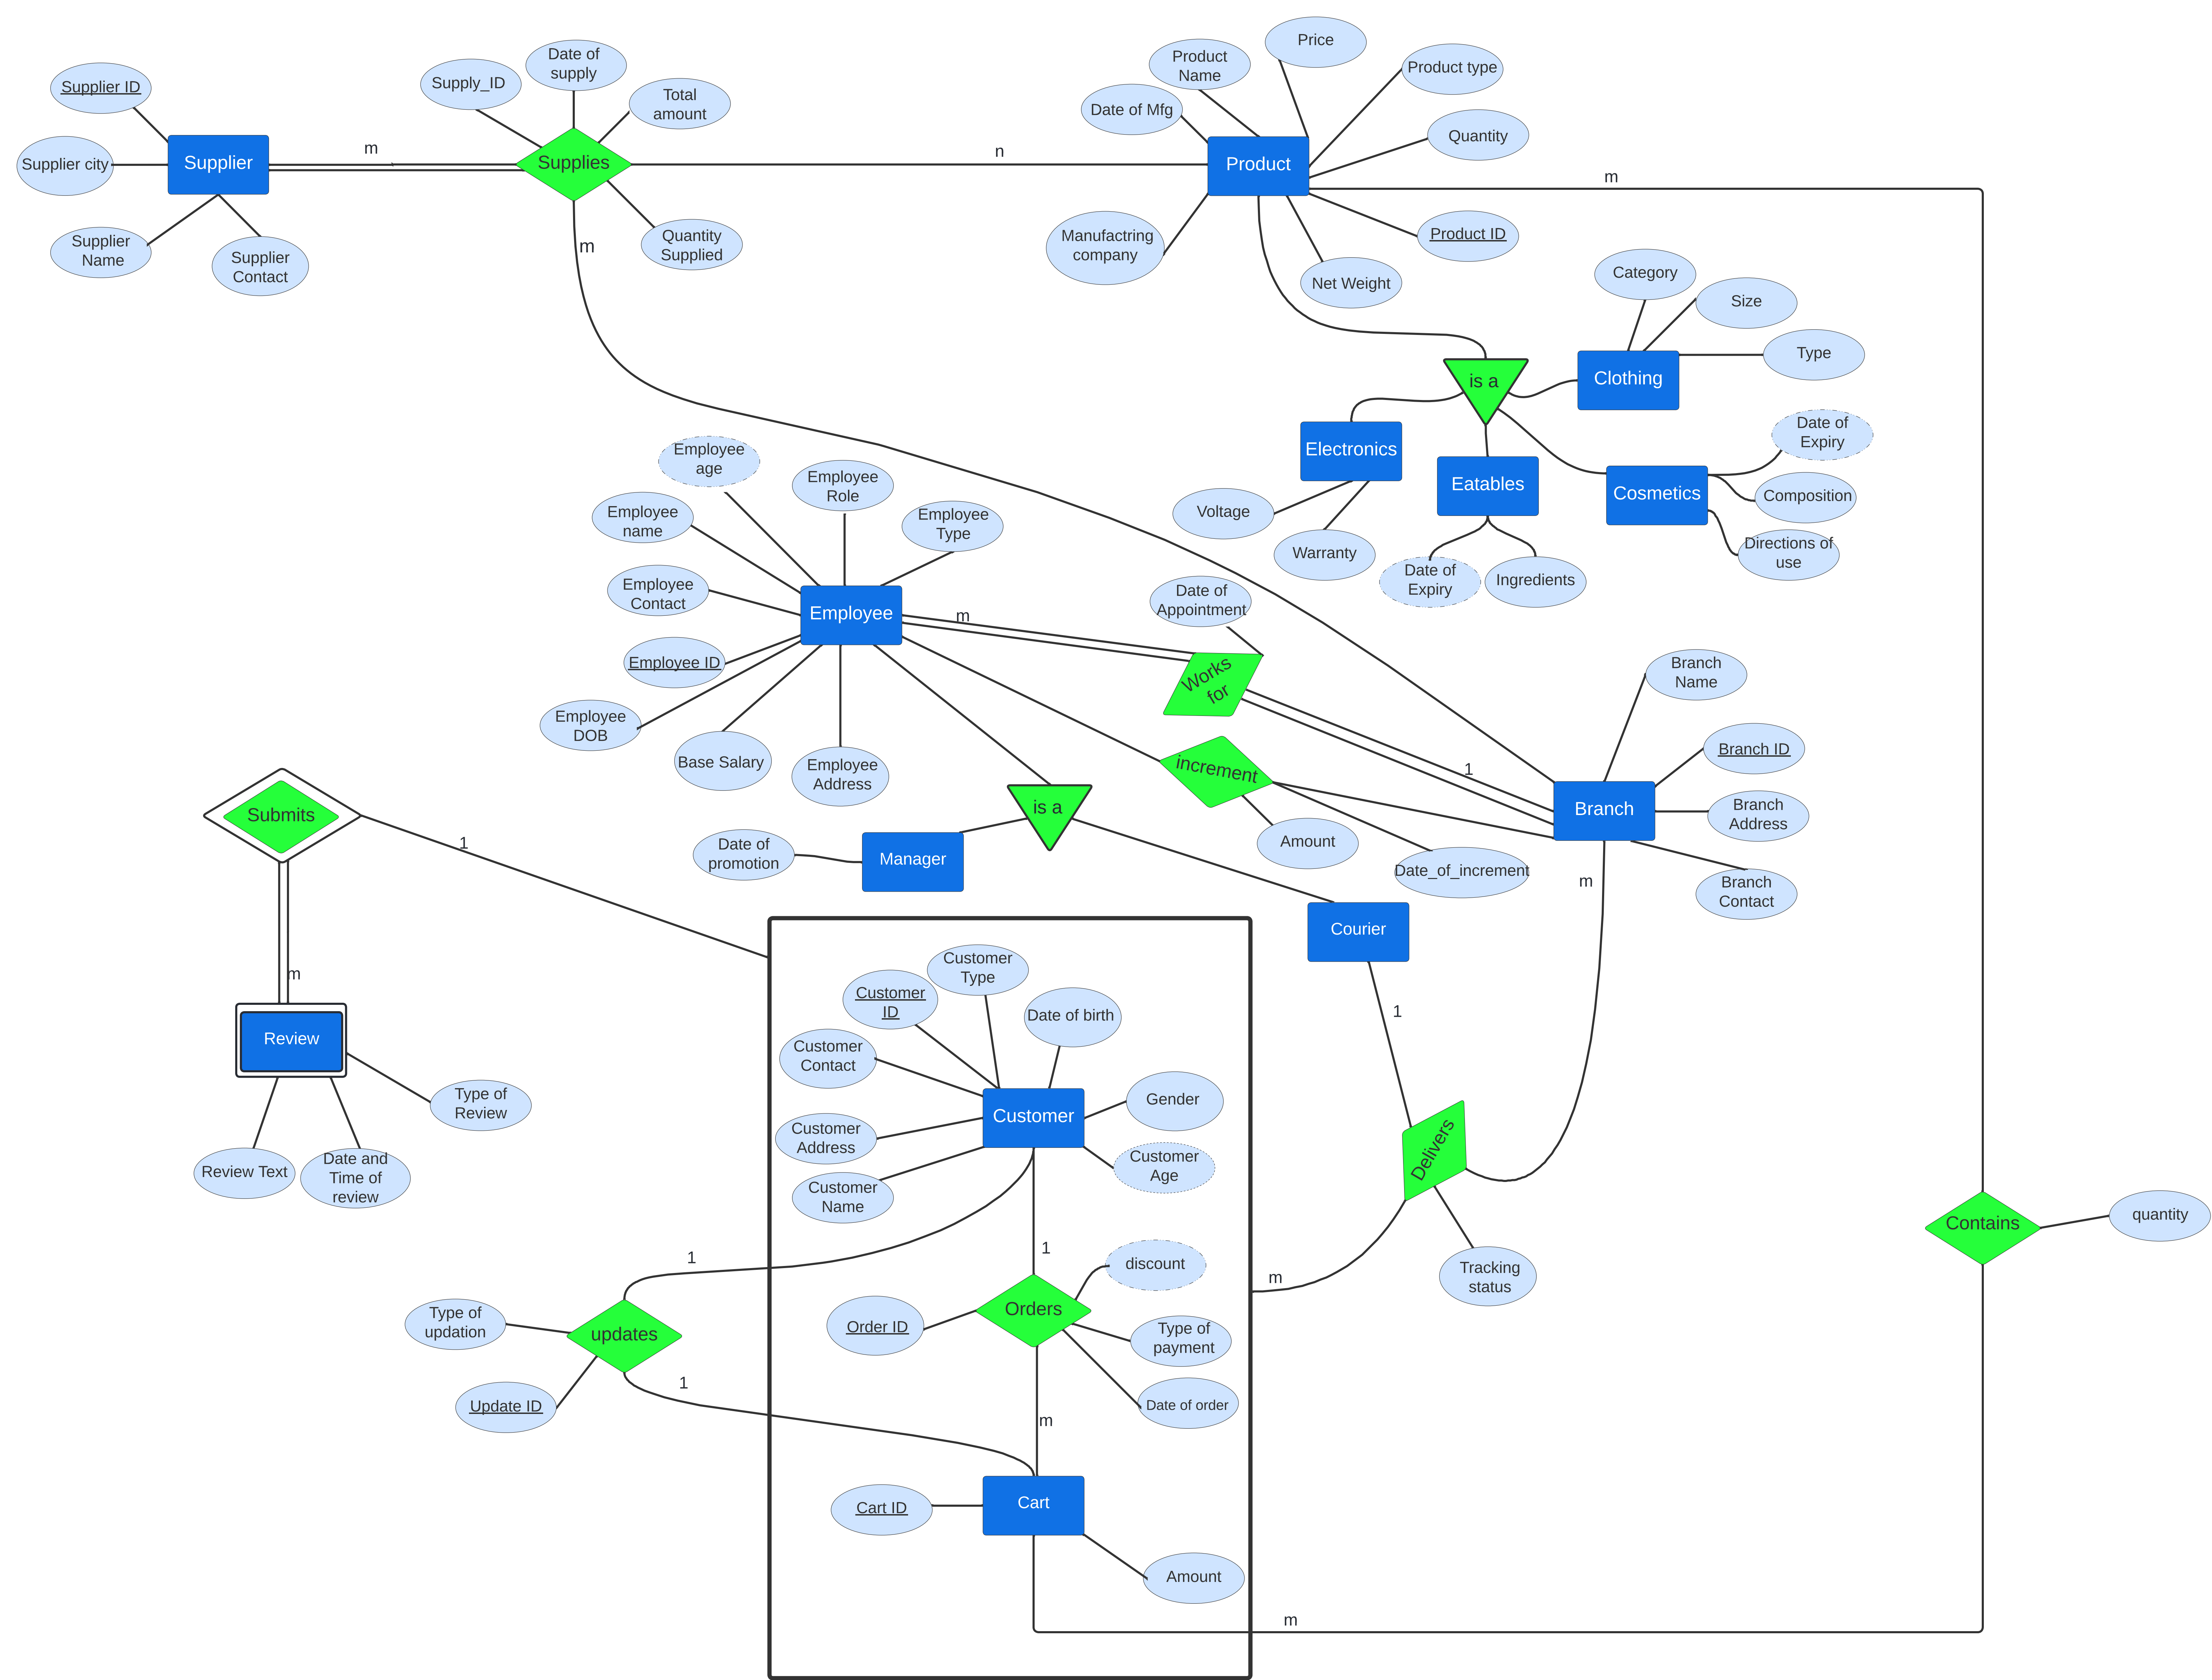 Supplier ID
Supplier city
Supplier
Supplier
Name
Supplier
Contact
m
Supply_ID
Date of
supply
Total
amount
Supplies
Quantity
Supplied
m
n
Date of Mfg
Product
Name
Price
Product type
Quantity
Product
Product ID
Manufactring
company
Net Weight
m
is a
Category
Size
Type
Clothing
Electronics
Voltage
Warranty
Eatables
Date of
Expiry
Ingredients
Cosmetics
Date of
Expiry
Composition
Directions of
use
Employee
age
Employee
Role
Employee
Type
Employee
name
Employee
Contact
Employee
Employee ID
Employee
DOB
Base Salary
Employee
Address
m
Date of
Appointment
Works
for
1
increment
Amount
Date_of_increment
Branch
Name
Branch ID
Branch
Branch
Address
Branch
Contact
m
is a
Date of
promotion
Manager
Courier
1
Submits
1
m
Review
Type of
Review
Review Text
Date and
Time of
review
Customer
Type
Customer
ID
Date of birth
Customer
Contact
Customer
Gender
Customer
Address
Customer
Age
Customer
Name
Delivers
Tracking
status
m
Contains
quantity
1
1
discount
Orders
Order ID
Type of
payment
Date of order
Type of
updation
updates
Update ID
1
m
Cart ID
Cart
Amount
m